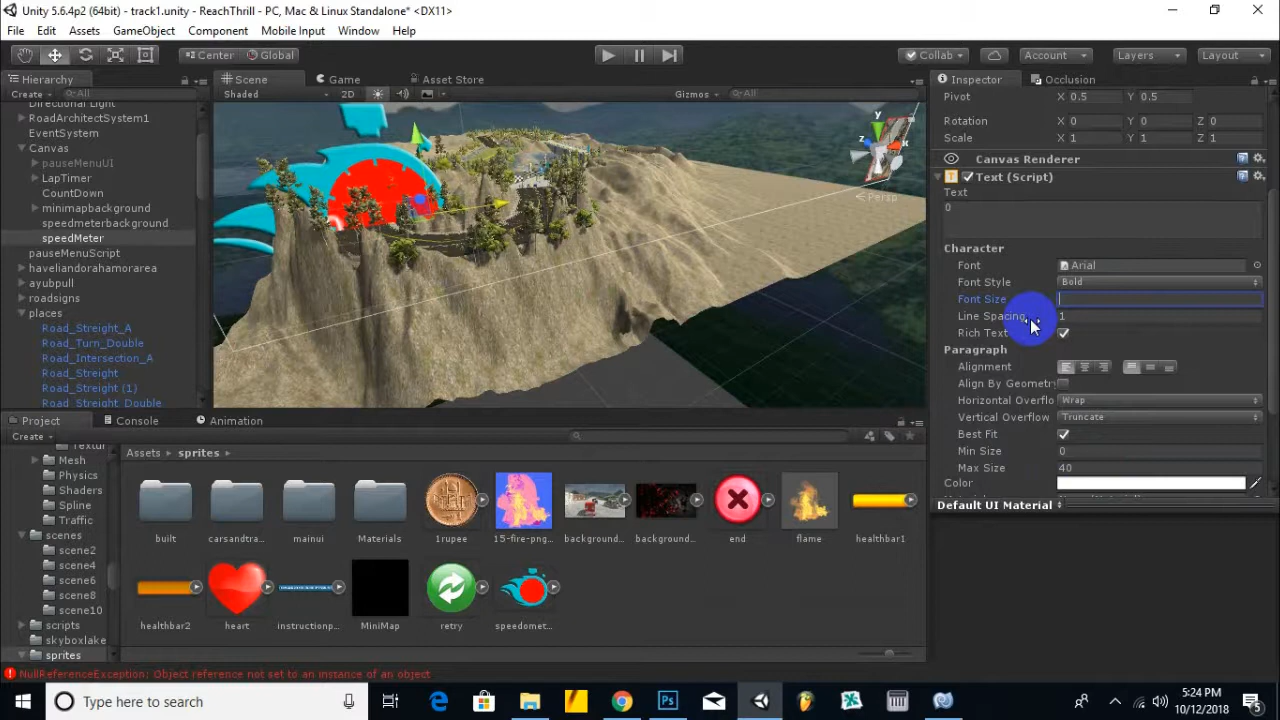 Unity 5.6.4p2 (64bit) - track1.unity - ReachThrill - PC, Mac & Linux Standalone* <DX11>
File Edit Assets GameObject Component Mobile Input Window Help
Center Global Collab Account Layers Layout
Hierarchy Scene Game Asset Store Inspector Occlusion
Create All Shaded 2D Gizmos All
Pivot X 0.5 Y 0.5
Directional Light
RoadArchitectSystem1
EventSystem
Canvas
pauseMenuUI
LapTimer
CountDown
minimapbackground
speedmeterbackground
speedMeter
pauseMenuScript
haveliandorahamorarea
ayubpull
roadsigns
places
Road_Streight_A
Road_Turn_Double
Road_Intersection_A
Road_Streight
Road_Streight (1)
Road_Streight_Double
y
x
z
Persp
Rotation X 0 Y 0 Z 0
Scale X 1 Y 1 Z 1
Canvas Renderer
Text (Script)
Text
0
Character
Font Arial
Font Style Bold
Font Size
Line Spacing 1
Rich Text
Paragraph
Alignment
Align By Geometry
Horizontal Overflo Wrap
Vertical Overflow Truncate
Best Fit
Min Size 0
Max Size 40
Color
Default UI Material
Project Console Animation
Create
Mesh
Physics
Shaders
Spline
Traffic
scenes
scene2
scene4
scene6
scene8
scene10
scripts
skyboxlake
sprites
Assets sprites
built carsandtra... mainui Materials 1rupee 15-fire-png... background... background... end flame healthbar1
healthbar2 heart instructionp... MiniMap retry speedomet...
NullReferenceException: Object reference not set to an instance of an object
Type here to search
5:24 PM
10/12/2018
5